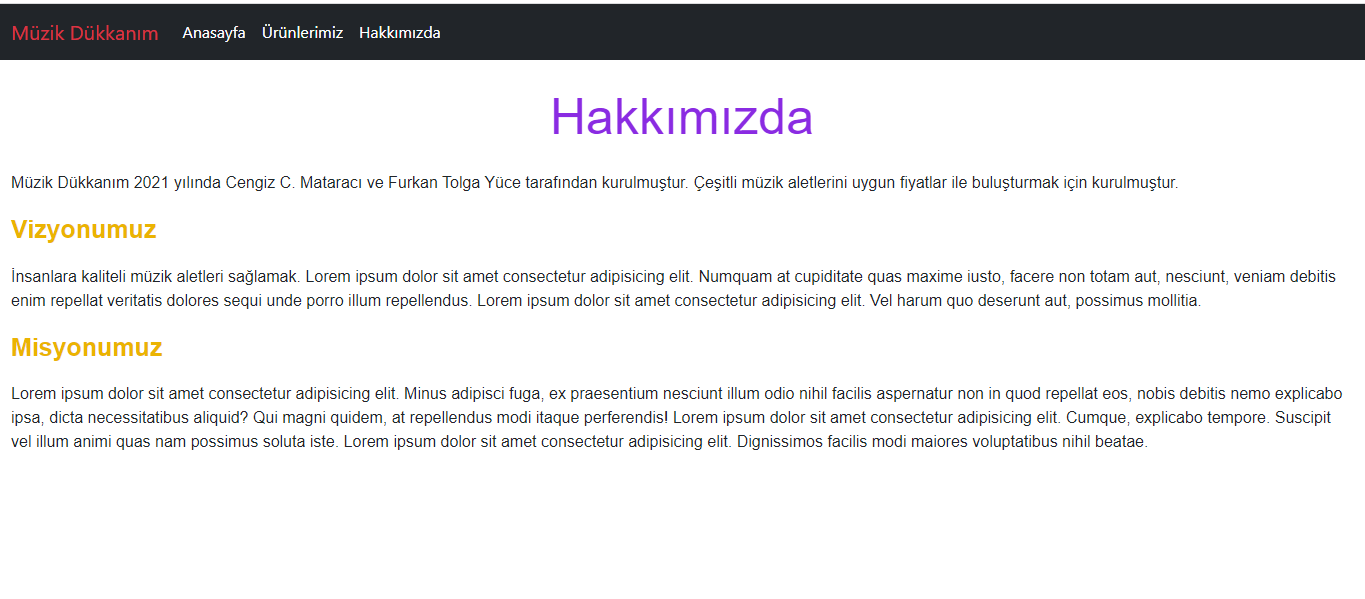 Müzik Dükkanım Anasayfa Ürünlerimiz Hakkımızda
Hakkımızda
Müzik Dükkanım 2021 yılında Cengiz C. Mataracı ve Furkan Tolga Yüce tarafından kurulmuştur. Çeşitli müzik aletlerini uygun fiyatlar ile buluşturmak için kurulmuştur.
Vizyonumuz
İnsanlara kaliteli müzik aletleri sağlamak. Lorem ipsum dolor sit amet consectetur adipisicing elit. Numquam at cupiditate quas maxime iusto, facere non totam aut, nesciunt, veniam debitis
enim repellat veritatis dolores sequi unde porro illum repellendus. Lorem ipsum dolor sit amet consectetur adipisicing elit. Vel harum quo deserunt aut, possimus mollitia.
Misyonumuz
Lorem ipsum dolor sit amet consectetur adipisicing elit. Minus adipisci fuga, ex praesentium nesciunt illum odio nihil facilis aspernatur non in quod repellat eos, nobis debitis nemo explicabo
ipsa, dicta necessitatibus aliquid? Qui magni quidem, at repellendus modi itaque perferendis! Lorem ipsum dolor sit amet consectetur adipisicing elit. Cumque, explicabo tempore. Suscipit
vel illum animi quas nam possimus soluta iste. Lorem ipsum dolor sit amet consectetur adipisicing elit. Dignissimos facilis modi maiores voluptatibus nihil beatae.